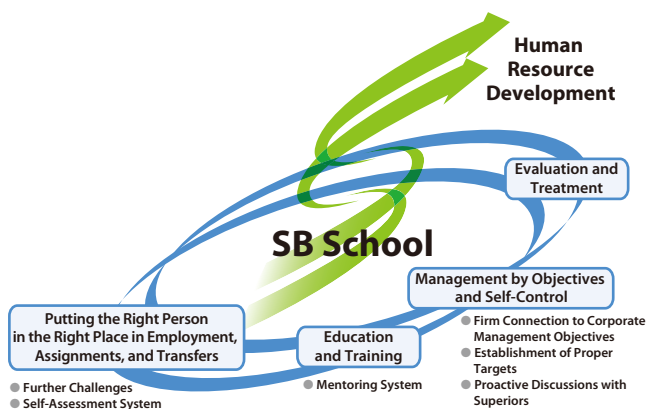 Human
Resource
Development
Evaluation and
Treatment
SB School
Management by Objectives
and Self-Control
● Firm Connection to Corporate
Management Objectives
● Establishment of Proper
Targets
● Proactive Discussions with
Superiors
Putting the Right Person
in the Right Place in Employment,
Assignments, and Transfers
● Further Challenges
● Self-Assessment System
Education
and Training
● Mentoring System